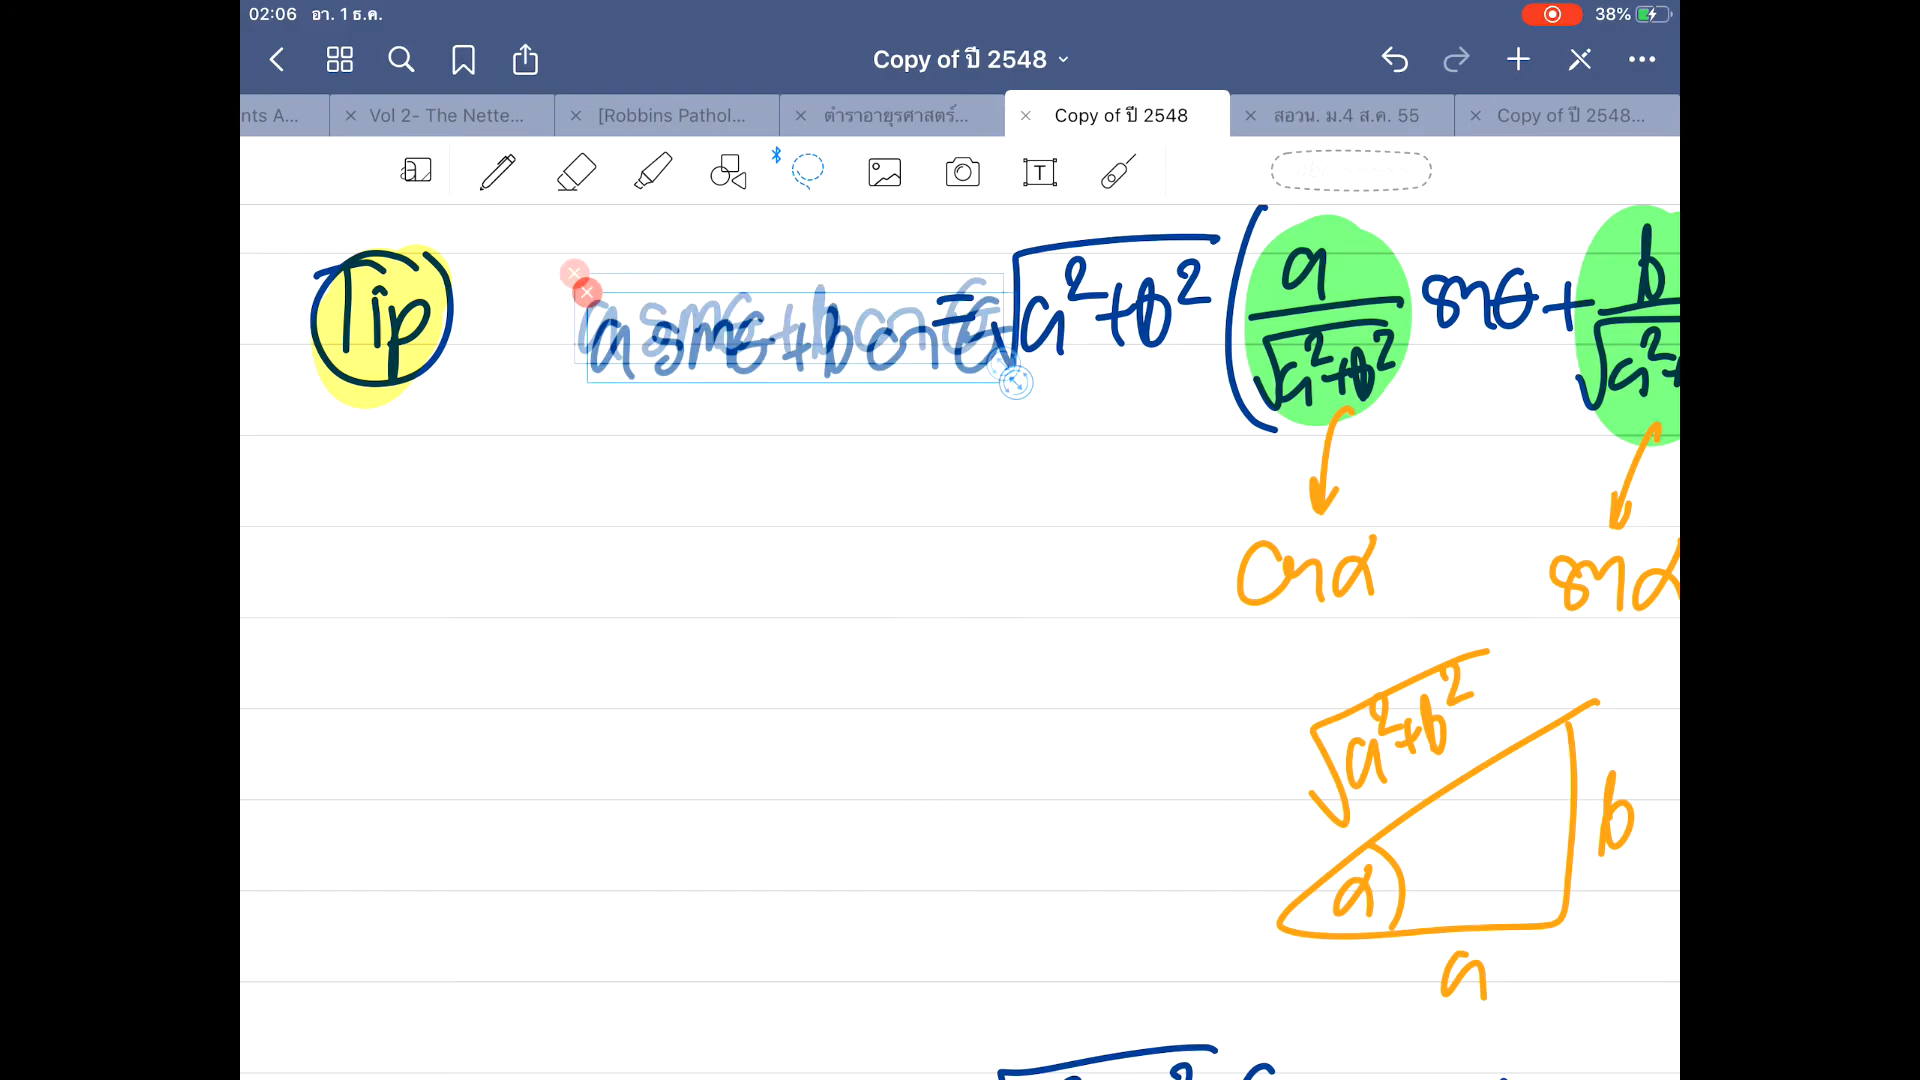 02:06 อา. 1 ธ.ค. 38%
Copy of ปี 2548
nts A... Vol 2- The Nette... [Robbins Pathol... ตำราอายุรศาสตร์... Copy of ปี 2548 สอวน. ม.4 ส.ค. 55 Copy of ปี 2548...
Tip a sinθ + b cosθ = √a²+b² ( a/√a²+b² sinθ + b/√a²+
cosα sinα
√a²+b²
b
α
a